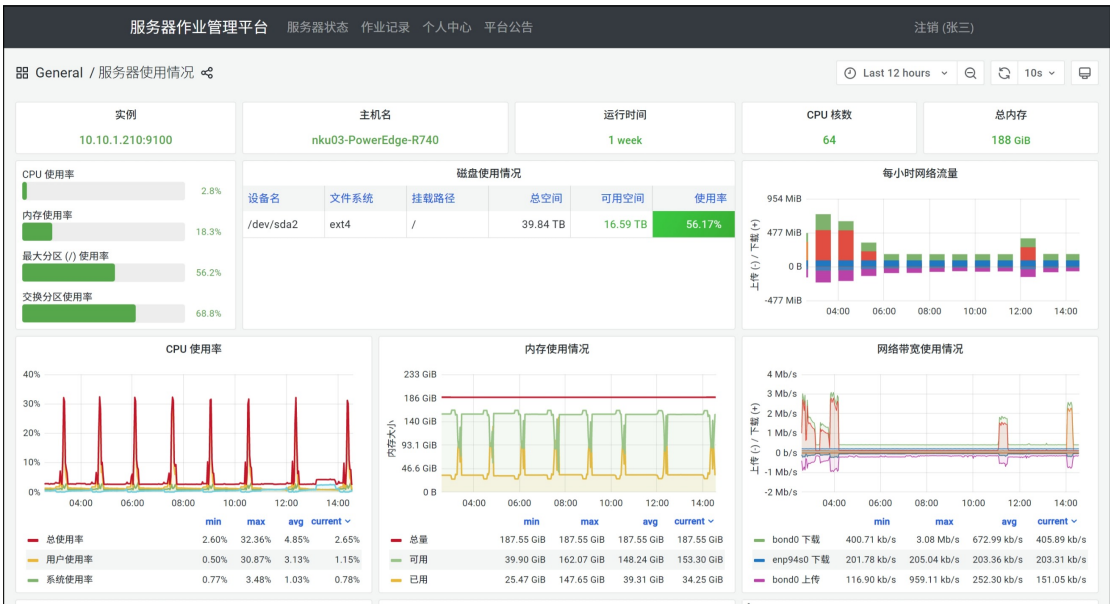 服务器作业管理平台 服务器状态 作业记录 个人中心 平台公告 注销 (张三)
General / 服务器使用情况 Last 12 hours 10s
实例 主机名 运行时间 CPU 核数 总内存
10.10.1.210:9100 nku03-PowerEdge-R740 1 week 64 188 GiB
CPU 使用率
2.8%
内存使用率
18.3%
最大分区 (/) 使用率
56.2%
交换分区使用率
68.8%
磁盘使用情况
设备名 文件系统 挂载路径 总空间 可用空间 使用率
/dev/sda2 ext4 / 39.84 TB 16.59 TB 56.17%
每小时网络流量
上传 (-) / 下载 (+)
954 MiB
477 MiB
0 B
-477 MiB
04:00 06:00 08:00 10:00 12:00 14:00
CPU 使用率
40%
30%
20%
10%
0%
04:00 06:00 08:00 10:00 12:00 14:00
min max avg current
总使用率 2.60% 32.36% 4.85% 2.65%
用户使用率 0.50% 30.87% 3.13% 1.15%
系统使用率 0.77% 3.48% 1.03% 0.78%
内存使用情况
内存大小
233 GiB
186 GiB
140 GiB
93.1 GiB
46.6 GiB
0 B
04:00 06:00 08:00 10:00 12:00 14:00
min max avg current
总量 187.55 GiB 187.55 GiB 187.55 GiB 187.55 GiB
可用 39.90 GiB 162.07 GiB 148.24 GiB 153.30 GiB
已用 25.47 GiB 147.65 GiB 39.31 GiB 34.25 GiB
网络带宽使用情况
上传 (-) / 下载 (+)
4 Mb/s
3 Mb/s
2 Mb/s
1 Mb/s
0 b/s
-1 Mb/s
-2 Mb/s
04:00 06:00 08:00 10:00 12:00 14:00
min max avg current
bond0 下载 400.71 kb/s 3.08 Mb/s 672.99 kb/s 405.89 kb/s
enp94s0 下载 201.78 kb/s 205.04 kb/s 203.36 kb/s 203.31 kb/s
bond0 上传 116.90 kb/s 959.11 kb/s 252.30 kb/s 151.05 kb/s